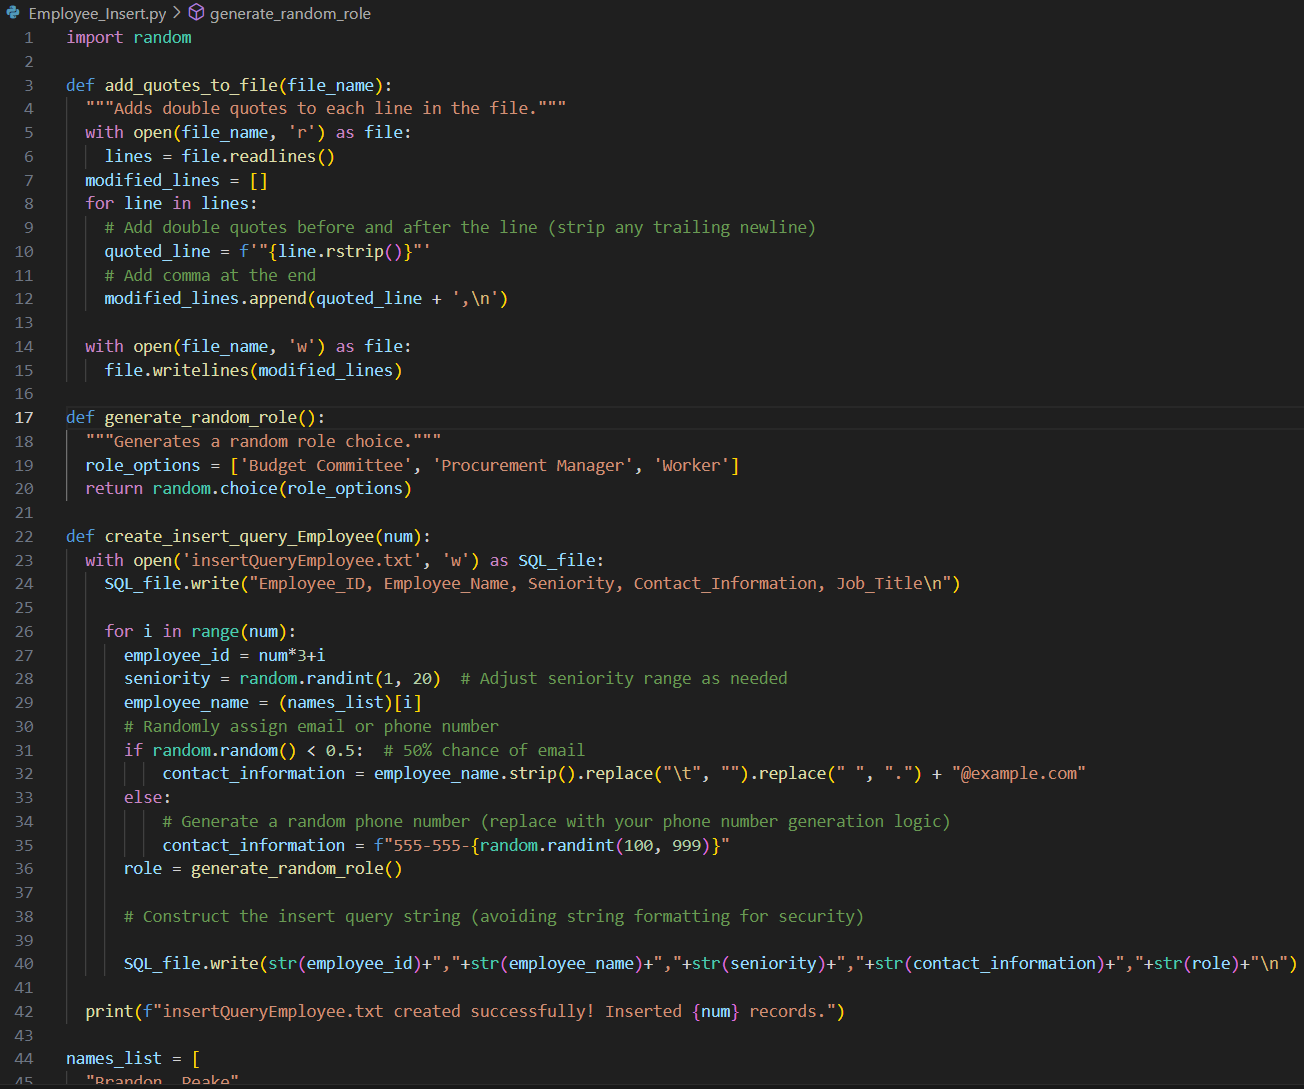 Employee_Insert.py > generate_random_role
1 import random
2
3 def add_quotes_to_file(file_name):
4 """Adds double quotes to each line in the file."""
5 with open(file_name, 'r') as file:
6 lines = file.readlines()
7 modified_lines = []
8 for line in lines:
9 # Add double quotes before and after the line (strip any trailing newline)
10 quoted_line = f'"{line.rstrip()}"'
11 # Add comma at the end
12 modified_lines.append(quoted_line + ',\n')
13
14 with open(file_name, 'w') as file:
15 file.writelines(modified_lines)
16
17 def generate_random_role():
18 """Generates a random role choice."""
19 role_options = ['Budget Committee', 'Procurement Manager', 'Worker']
20 return random.choice(role_options)
21
22 def create_insert_query_Employee(num):
23 with open('insertQueryEmployee.txt', 'w') as SQL_file:
24 SQL_file.write("Employee_ID, Employee_Name, Seniority, Contact_Information, Job_Title\n")
25
26 for i in range(num):
27 employee_id = num*3+i
28 seniority = random.randint(1, 20)  # Adjust seniority range as needed
29 employee_name = (names_list)[i]
30 # Randomly assign email or phone number
31 if random.random() < 0.5:  # 50% chance of email
32 contact_information = employee_name.strip().replace("\t", "").replace(" ", ".") + "@example.com"
33 else:
34 # Generate a random phone number (replace with your phone number generation logic)
35 contact_information = f"555-555-{random.randint(100, 999)}"
36 role = generate_random_role()
37
38 # Construct the insert query string (avoiding string formatting for security)
39
40 SQL_file.write(str(employee_id)+","+str(employee_name)+","+str(seniority)+","+str(contact_information)+","+str(role)+"\n")
41
42 print(f"insertQueryEmployee.txt created successfully! Inserted {num} records.")
43
44 names_list = [
45 "Brandon  Peake"